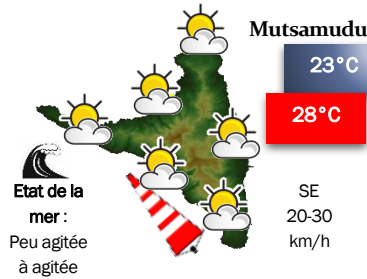 Mutsamudu
23°C
28°C
Etat de la
mer :
Peu agitée
à agitée
SE
20-30
km/h